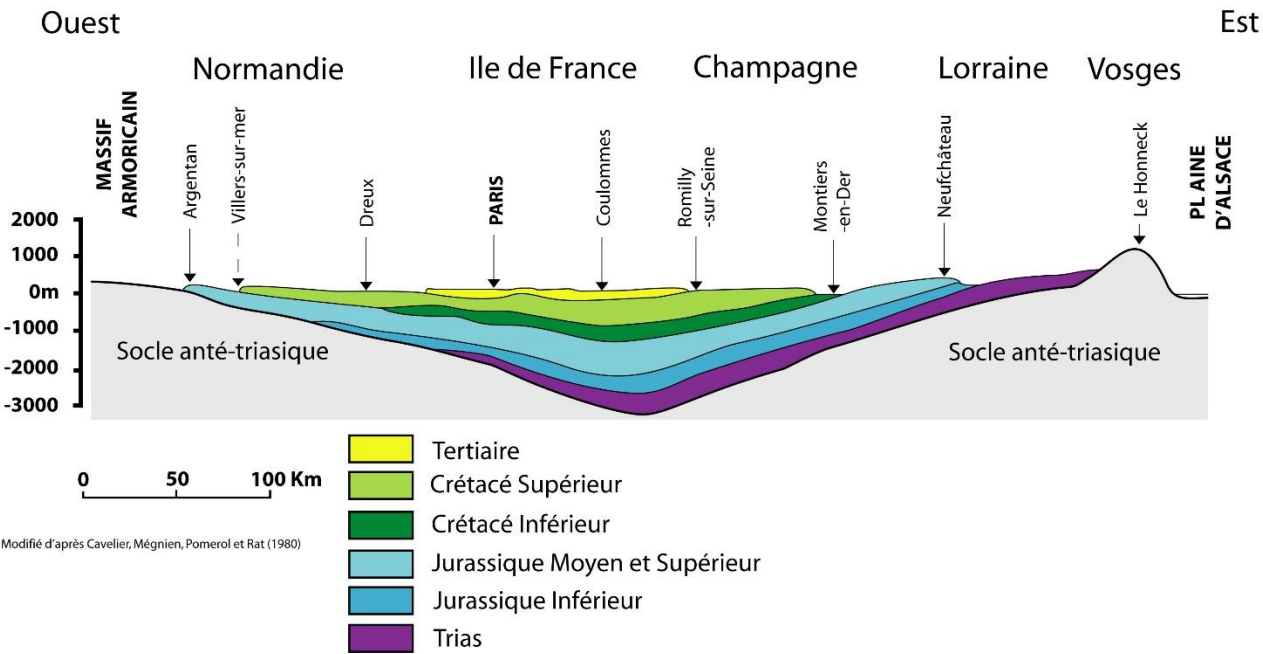 Ouest
Est
Normandie
Ile de France
Champagne
Lorraine
Vosges
MASSIF
ARMORICAIN
Argentan
Villers-sur-mer
Dreux
PARIS
Coulommes
Romilly
-sur-Seine
Montiers
-en-Der
Neufchâteau
Le Honneck
PL AINE
D'ALSACE
2000
1000
0m
-1000
-2000
-3000
Socle anté-triasique
Socle anté-triasique
0 50 100 Km
Modifié d'après Cavelier, Mégnien, Pomerol et Rat (1980)
Tertiaire
Crétacé Supérieur
Crétacé Inférieur
Jurassique Moyen et Supérieur
Jurassique Inférieur
Trias